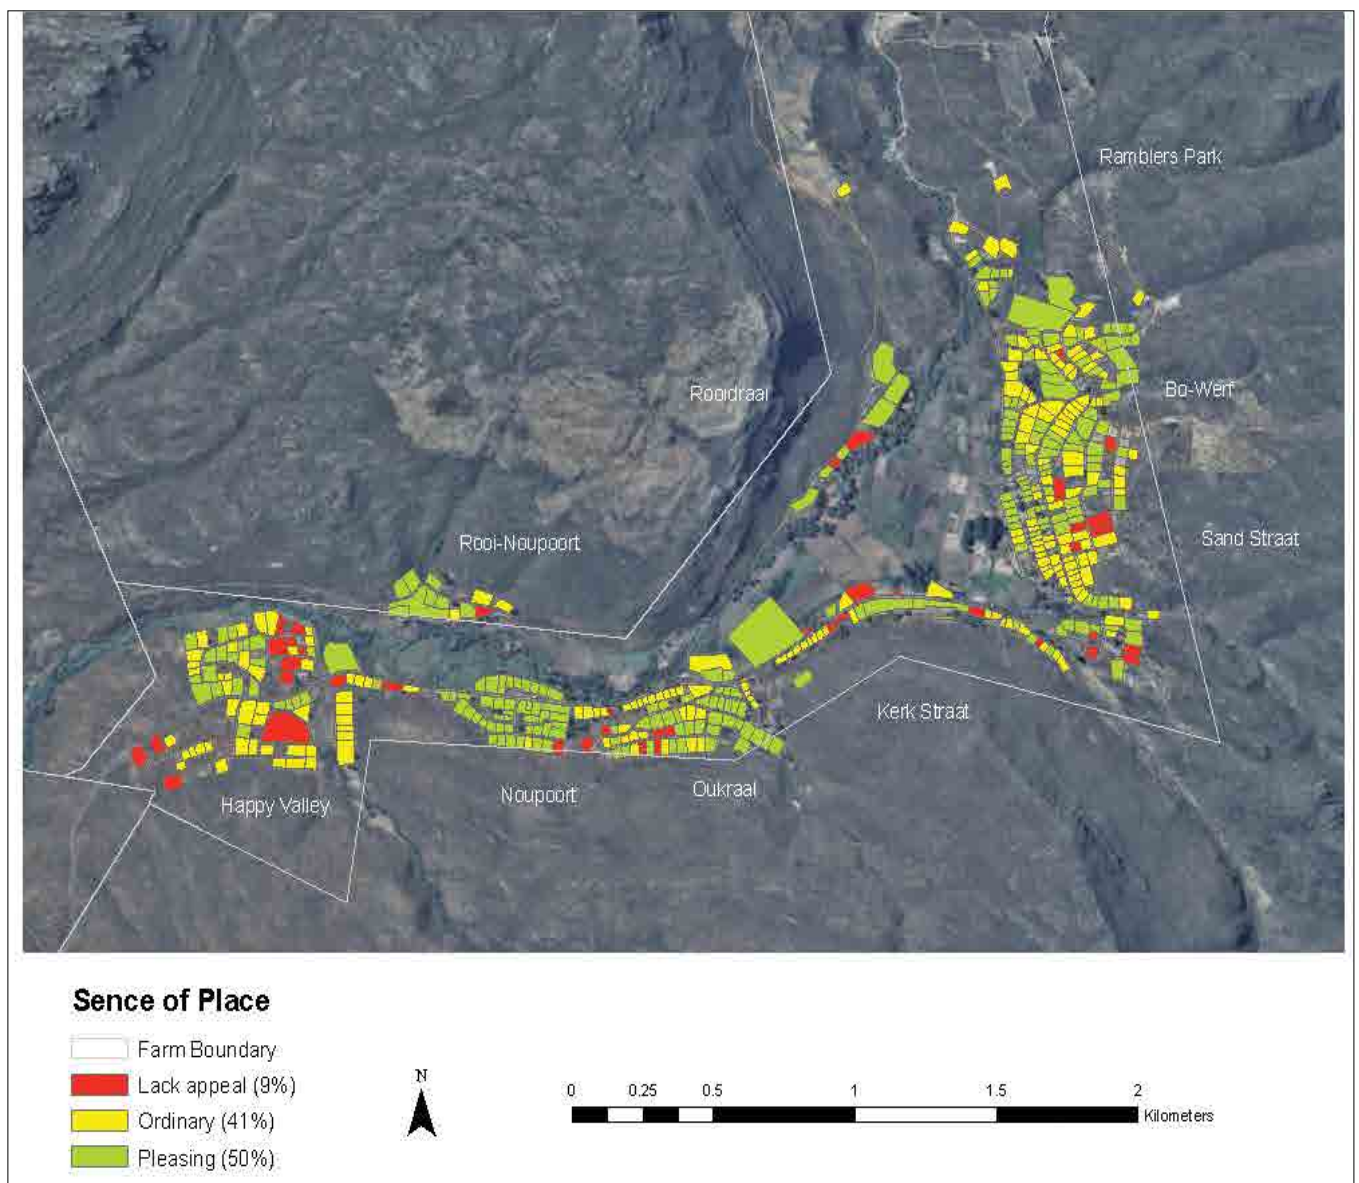 Ramblers Park
Rooidraai
Bo-Werf
Rooi-Noupoort
Sand Straat
Kerk Straat
Happy Valley
Noupoort
Oukraal
Sence of Place
Farm Boundary
Lack appeal (9%)
Ordinary (41%)
Pleasing (50%)
N
0 0.25 0.5 1 1.5 2
Kilometers